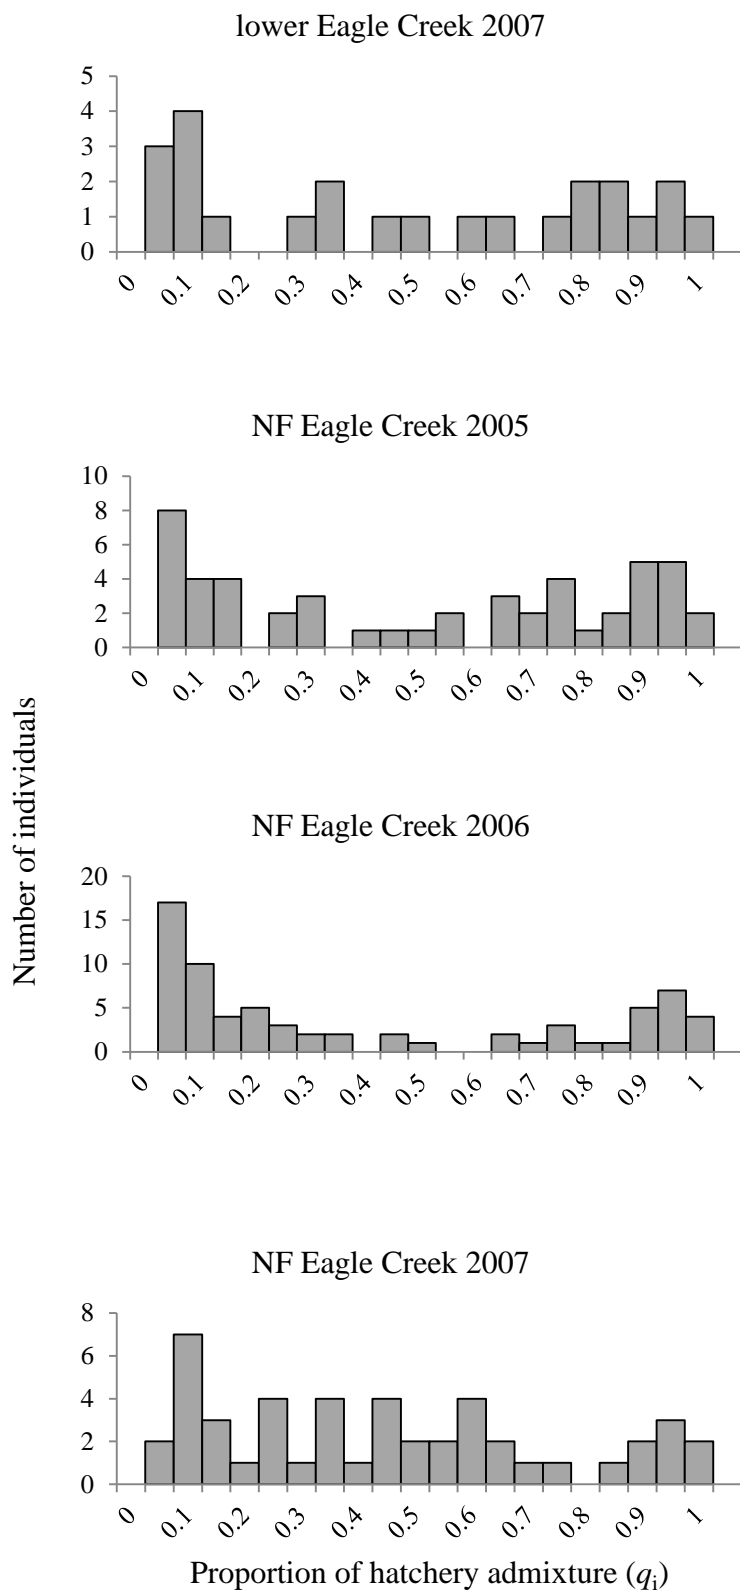 lower Eagle Creek 2007
5
4
3
2
1
0
0 0.1 0.2 0.3 0.4 0.5 0.6 0.7 0.8 0.9 1
NF Eagle Creek 2005
10
8
6
4
2
0
0 0.1 0.2 0.3 0.4 0.5 0.6 0.7 0.8 0.9 1
Number of individuals
NF Eagle Creek 2006
20
15
10
5
0
0 0.1 0.2 0.3 0.4 0.5 0.6 0.7 0.8 0.9 1
NF Eagle Creek 2007
8
6
4
2
0
0 0.1 0.2 0.3 0.4 0.5 0.6 0.7 0.8 0.9 1
Proportion of hatchery admixture (qi)